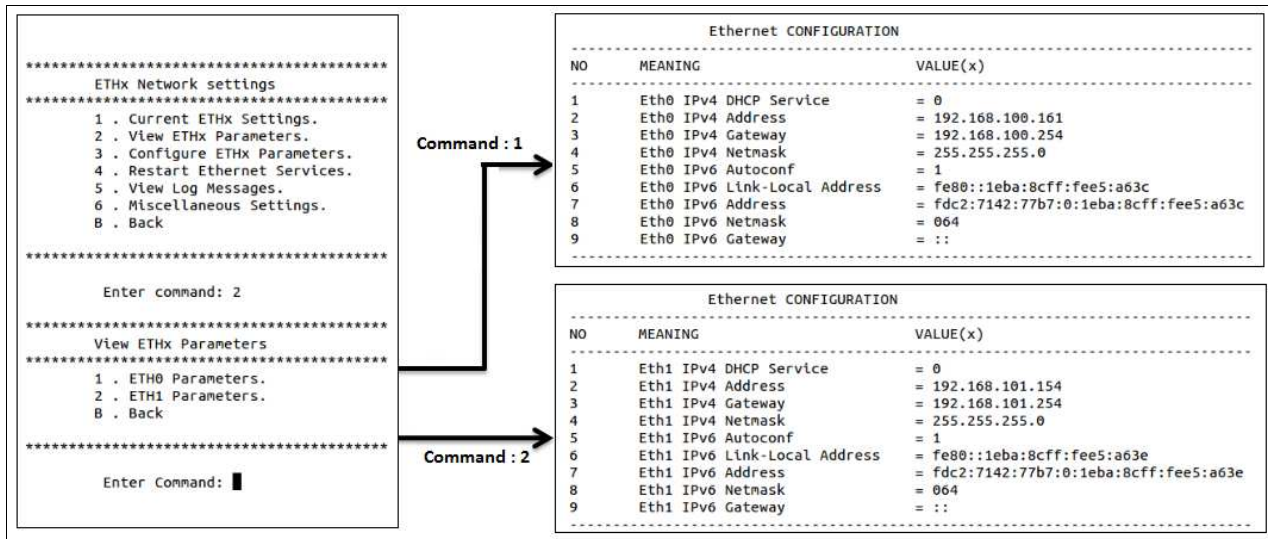 ******************************************
ETHx Network settings
******************************************
1 . Current ETHx Settings.
2 . View ETHx Parameters.
3 . Configure ETHx Parameters.
4 . Restart Ethernet Services.
5 . View Log Messages.
6 . Miscellaneous Settings.
B . Back
******************************************
Enter command: 2
******************************************
View ETHx Parameters
******************************************
1 . ETH0 Parameters.
2 . ETH1 Parameters.
B . Back
******************************************
Enter Command:
Command : 1
Command : 2
Ethernet CONFIGURATION
--------------------------------------------------------------------------------
NO MEANING VALUE(x)
--------------------------------------------------------------------------------
1 Eth0 IPv4 DHCP Service = 0
2 Eth0 IPv4 Address = 192.168.100.161
3 Eth0 IPv4 Gateway = 192.168.100.254
4 Eth0 IPv4 Netmask = 255.255.255.0
5 Eth0 IPv6 Autoconf = 1
6 Eth0 IPv6 Link-Local Address = fe80::1eba:8cff:fee5:a63c
7 Eth0 IPv6 Address = fdc2:7142:77b7:0:1eba:8cff:fee5:a63c
8 Eth0 IPv6 Netmask = 064
9 Eth0 IPv6 Gateway = ::
--------------------------------------------------------------------------------
Ethernet CONFIGURATION
--------------------------------------------------------------------------------
NO MEANING VALUE(x)
--------------------------------------------------------------------------------
1 Eth1 IPv4 DHCP Service = 0
2 Eth1 IPv4 Address = 192.168.101.154
3 Eth1 IPv4 Gateway = 192.168.101.254
4 Eth1 IPv4 Netmask = 255.255.255.0
5 Eth1 IPv6 Autoconf = 1
6 Eth1 IPv6 Link-Local Address = fe80::1eba:8cff:fee5:a63e
7 Eth1 IPv6 Address = fdc2:7142:77b7:0:1eba:8cff:fee5:a63e
8 Eth1 IPv6 Netmask = 064
9 Eth1 IPv6 Gateway = ::
--------------------------------------------------------------------------------